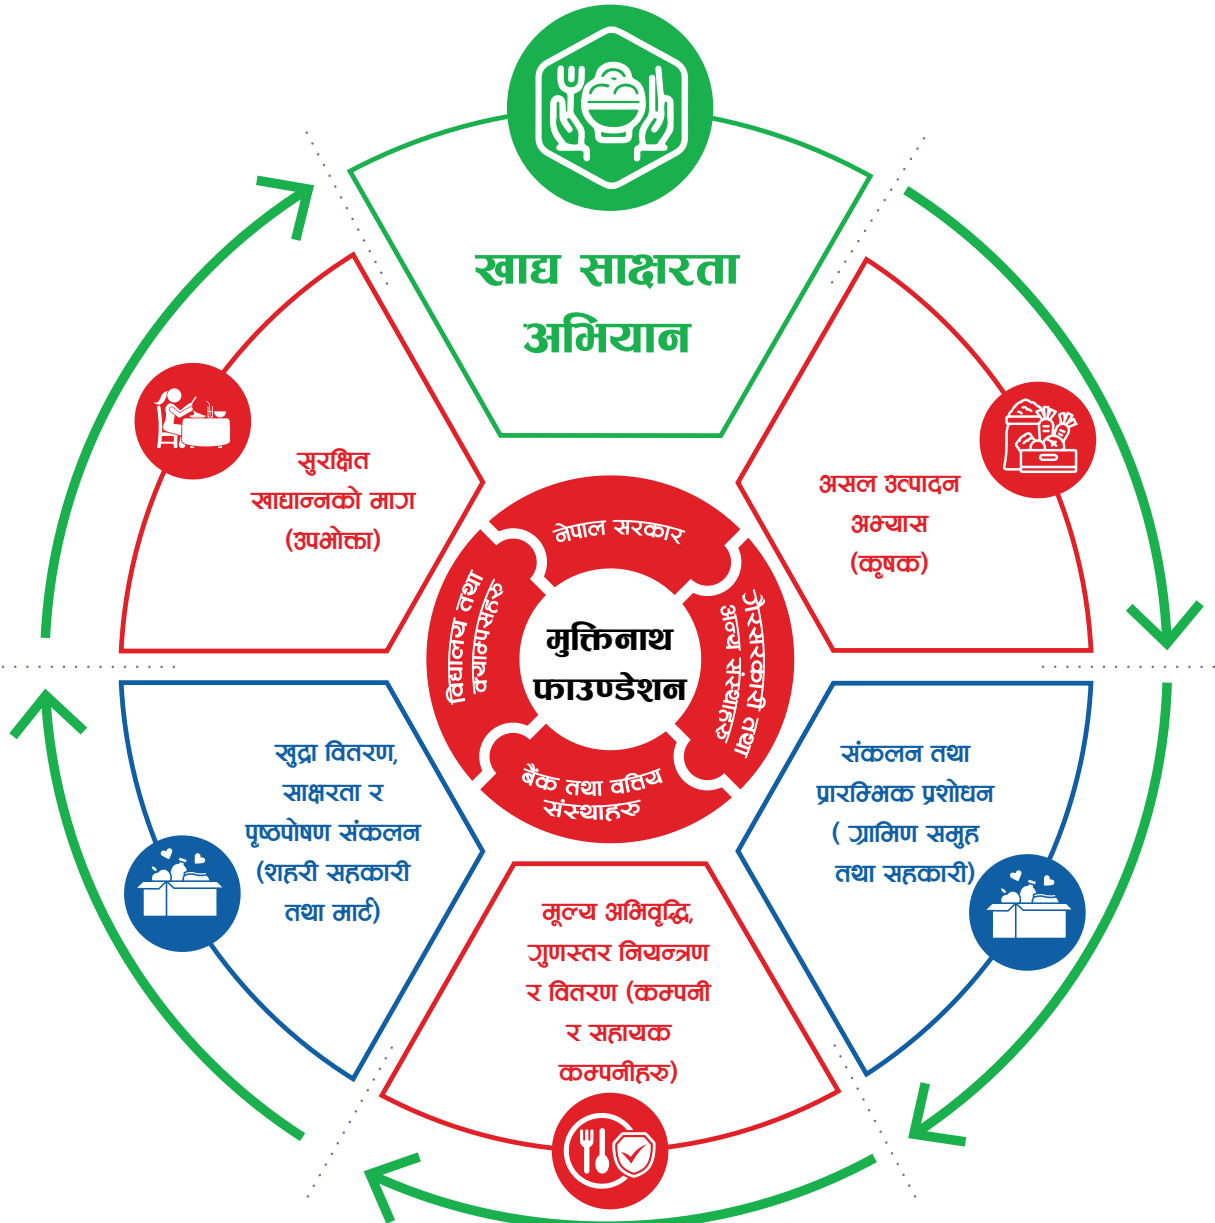 खाद्य साक्षरता
अभियान
असल उत्पादन
अभ्यास
(कृषक)
संकलन तथा
प्रारम्भिक प्रशोधन
( ग्रामिण समुह
तथा सहकारी)
मूल्य अभिवृद्धि,
गुणस्तर नियन्त्रण
र वितरण (कम्पनी
र सहायक
कम्पनीहरु)
खुद्रा वितरण,
साक्षरता र
पृष्ठपोषण संकलन
(शहरी सहकारी
तथा मार्ट)
सुरक्षित
खाद्यान्नको माग
(उपभोक्ता)
नेपाल सरकार
गैरसरकारी तथा
अन्य संस्थाहरु
बैंक तथा वत्तिय
संस्थाहरु
विद्यालय तथा
क्याम्पसहरु
मुक्तिनाथ
फाउण्डेशन